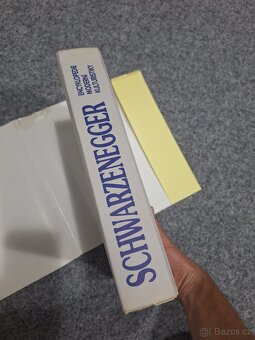 SCHWARZENEGGER
ENCYKLOPEDIE
MODERNÍ
KULTURISTIKY
Bazos.cz